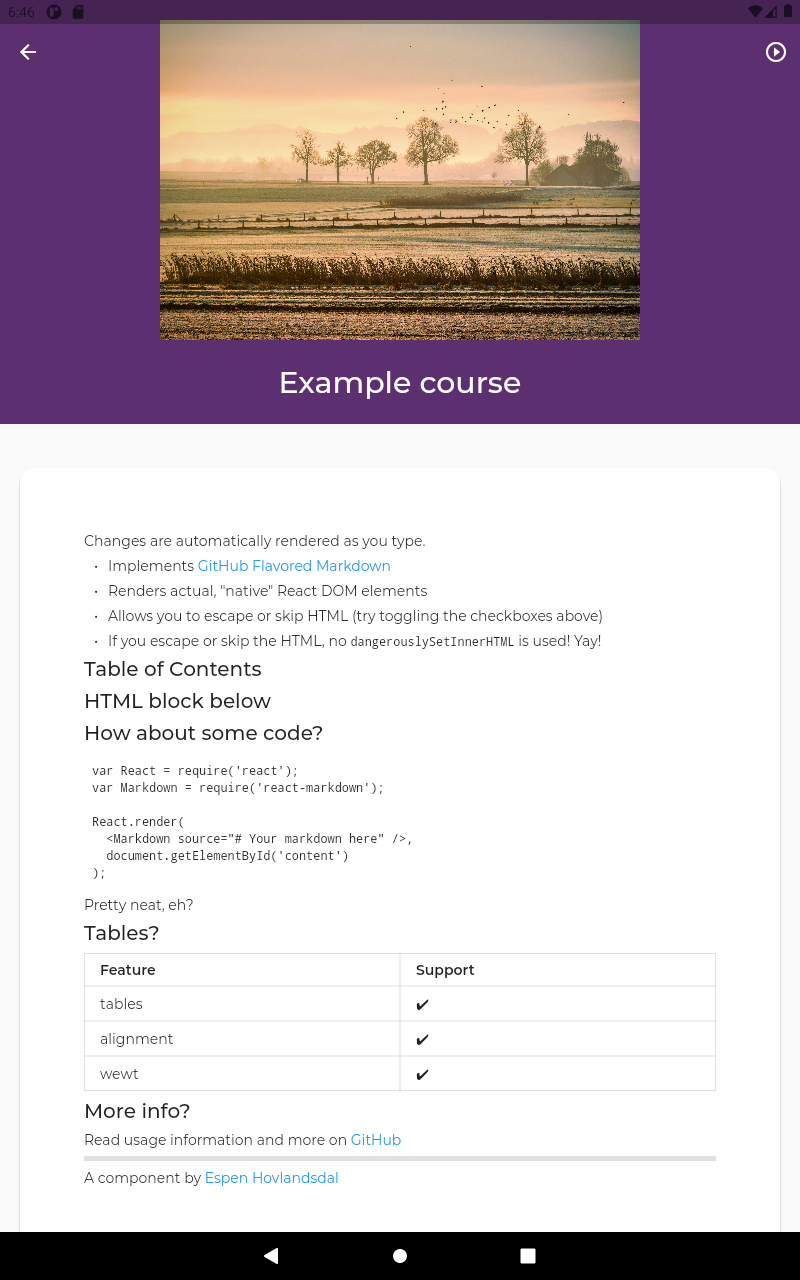 6:46
Example course
Changes are automatically rendered as you type.
• Implements GitHub Flavored Markdown
• Renders actual, "native" React DOM elements
• Allows you to escape or skip HTML (try toggling the checkboxes above)
• If you escape or skip the HTML, no dangerouslySetInnerHTML is used! Yay!
Table of Contents
HTML block below
How about some code?
var React = require('react');
var Markdown = require('react-markdown');
React.render(
  <Markdown source="# Your markdown here" />,
  document.getElementById('content')
);
Pretty neat, eh?
Tables?
Feature Support
tables ✔
alignment ✔
wewt ✔
More info?
Read usage information and more on GitHub
A component by Espen Hovlandsdal